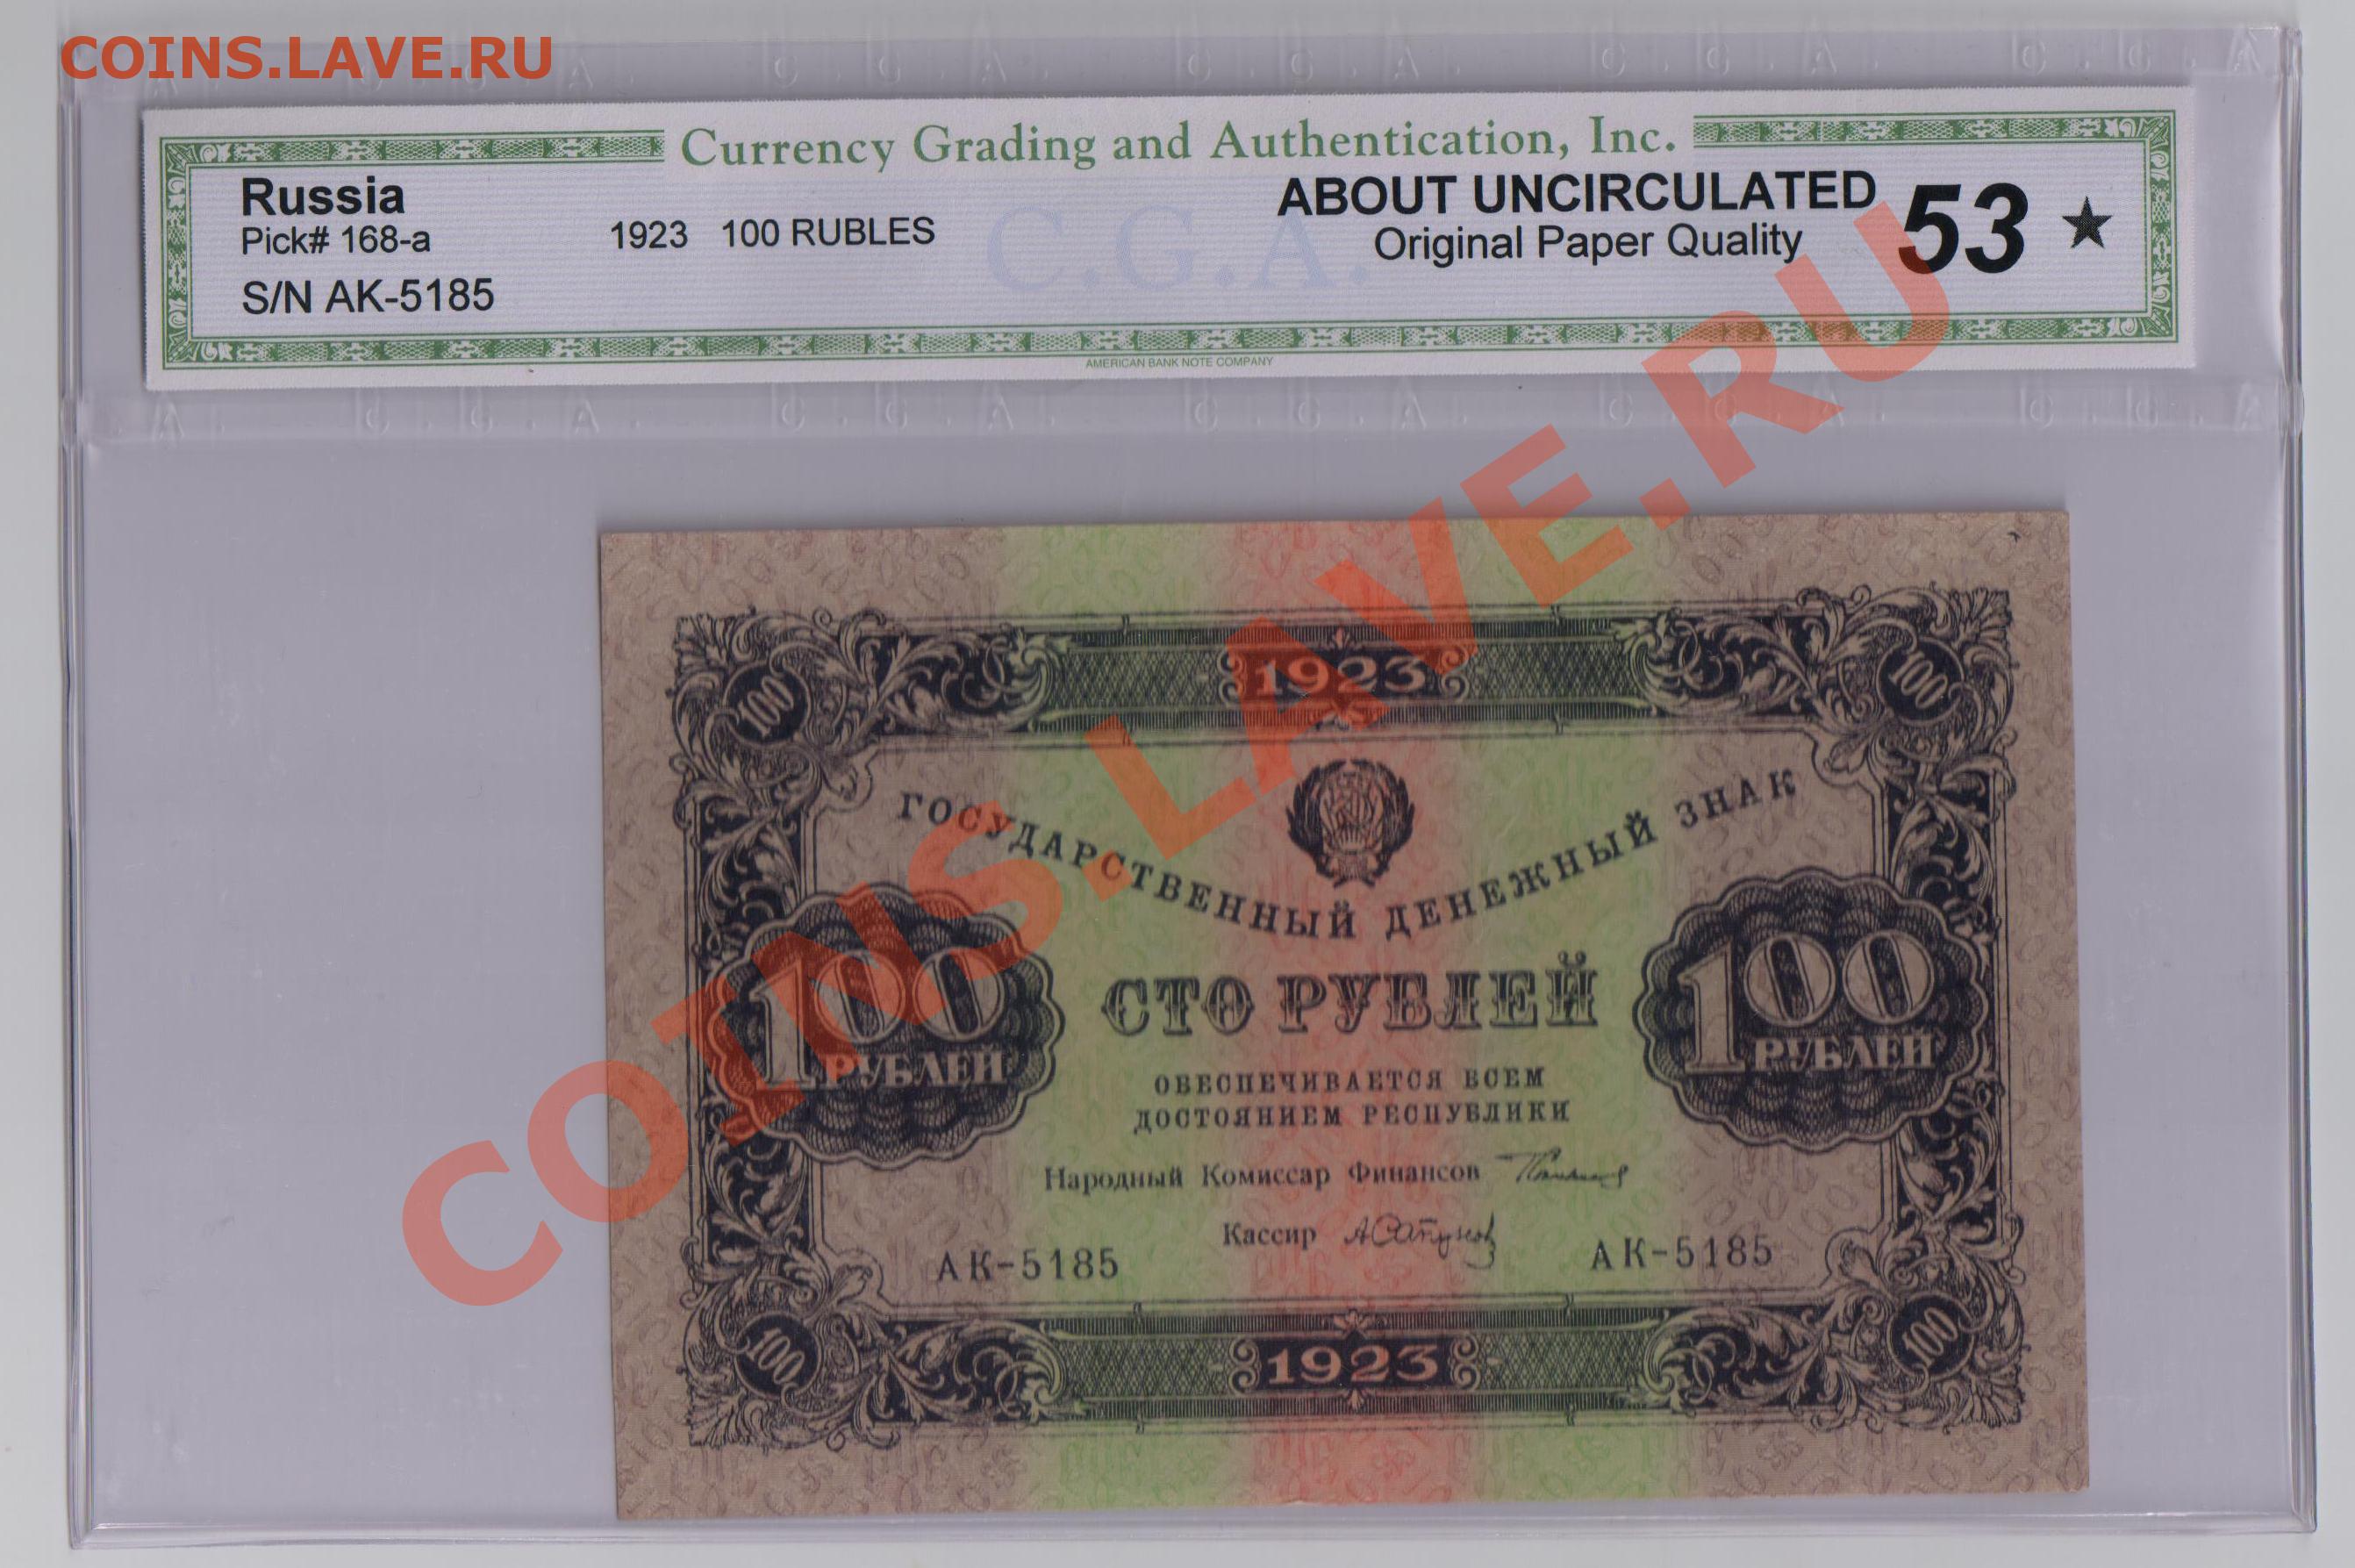 COINS.LAVE.RU
Currency Grading and Authentication, Inc.
Russia
Pick# 168-a
S/N AK-5185
1923 100 RUBLES
C.G.A.
ABOUT UNCIRCULATED
Original Paper Quality
53 ★
AMERICAN BANK NOTE COMPANY
C.G.A. C.G.A. C.G.A. C.G.A. C.G.A.
COINS.LAVE.RU
1923
100
100
ГОСУДАРСТВЕННЫЙ ДЕНЕЖНЫЙ ЗНАК
100 РУБЛЕЙ
СТО РУБЛЕЙ
100 РУБЛЕЙ
ОБЕСПЕЧИВАЕТСЯ ВСЕМ
ДОСТОЯНИЕМ РЕСПУБЛИКИ
Народный Комиссар Финансов
Кассир
АК-5185
АК-5185
100
1923
100